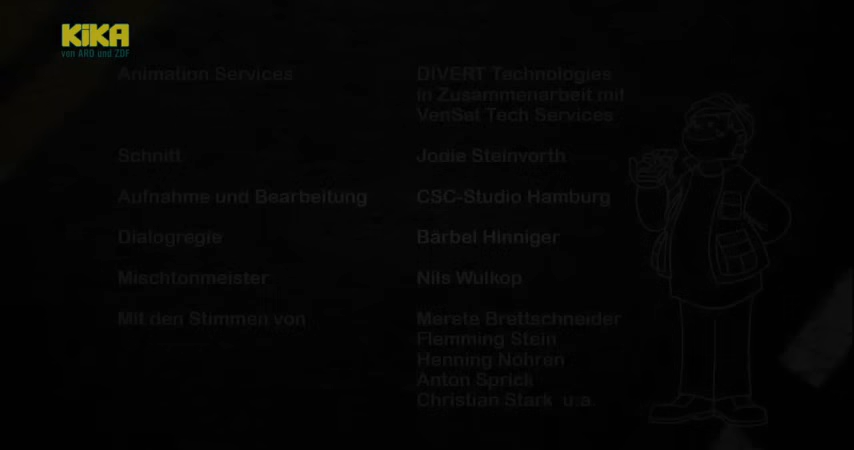 KiKA
von ARD und ZDF
Animation Services DIVERT Technologies
in Zusammenarbeit mit
VenSat Tech Services
Schnitt Jodie Steinvorth
Aufnahme und Bearbeitung CSC-Studio Hamburg
Dialogregie Bärbel Hinniger
Mischtonmeister Nils Wulkop
Mit den Stimmen von Merete Brettschneider
Flemming Stein
Henning Nöhren
Anton Sprick
Christian Stark u.a.